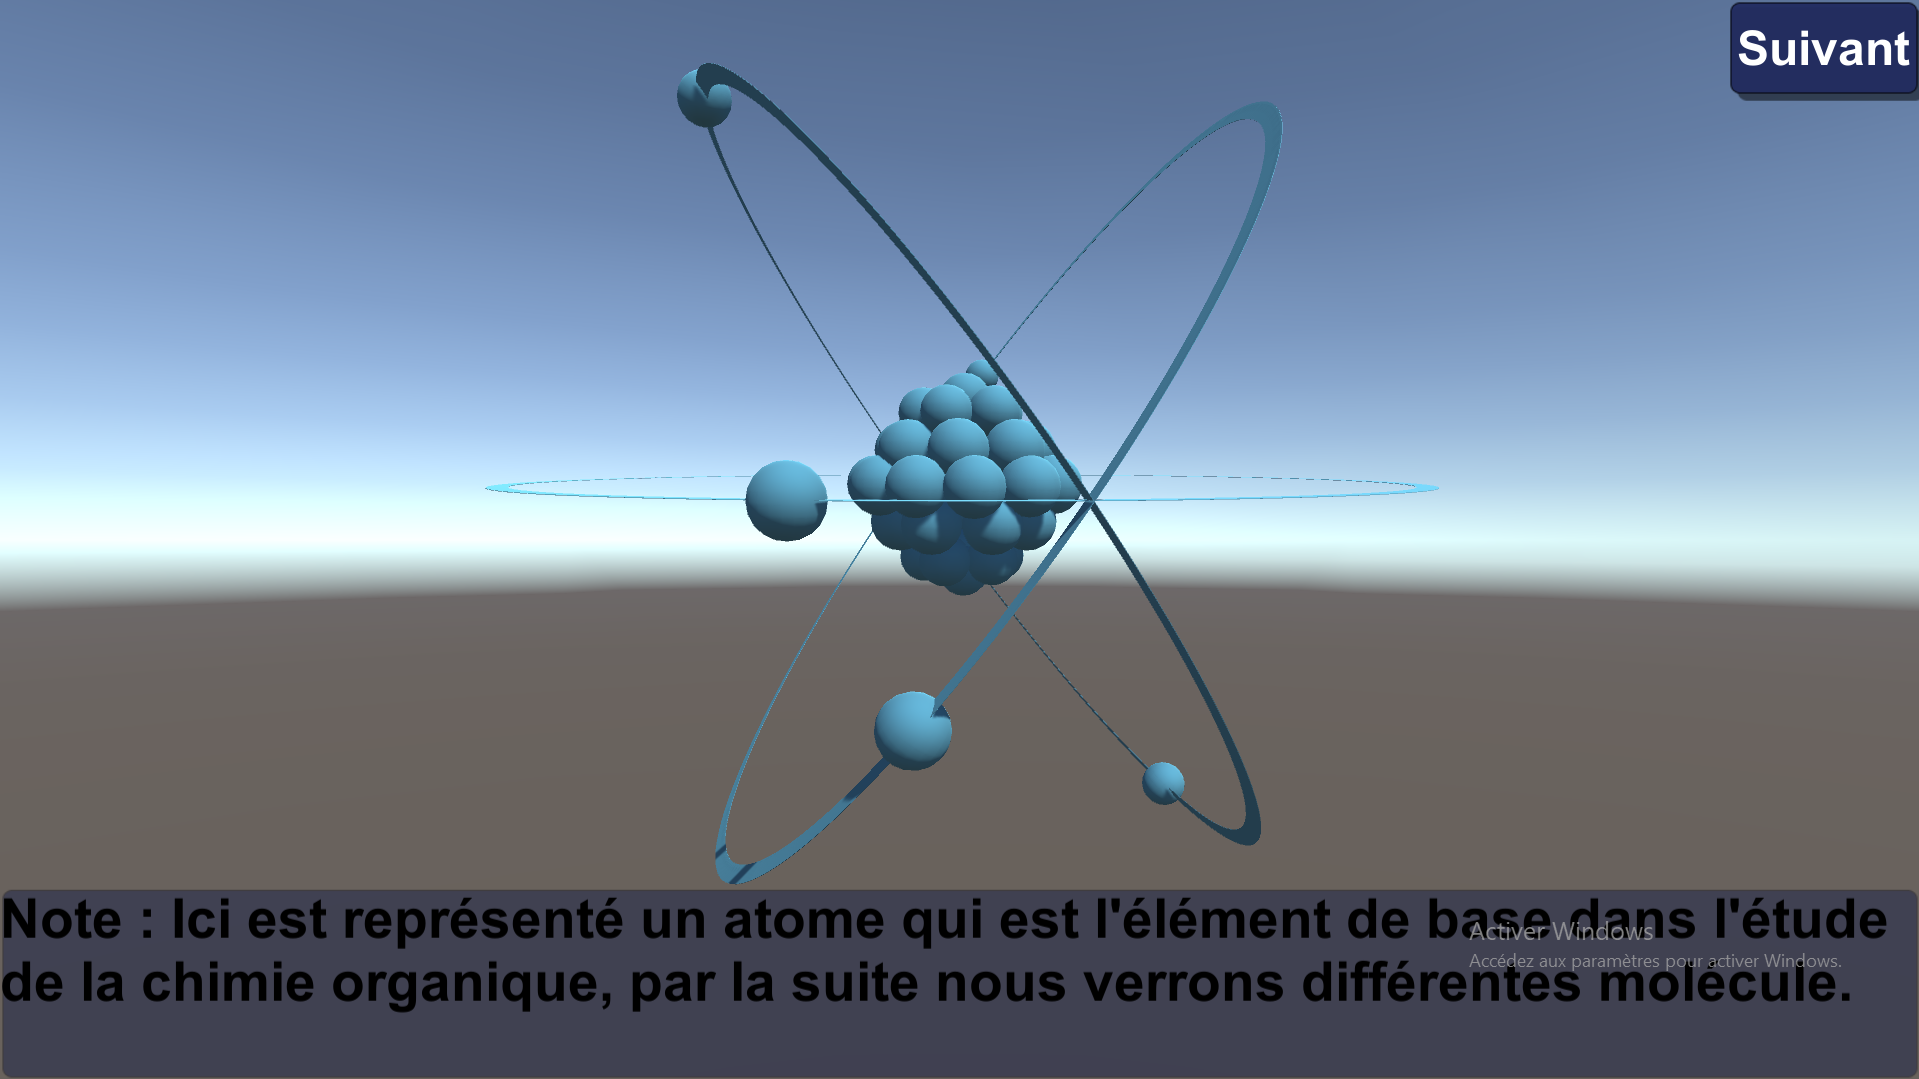 Suivant
Note : Ici est représenté un atome qui est l'élément de base dans l'étude
de la chimie organique, par la suite nous verrons différentes molécule.
Activer Windows
Accédez aux paramètres pour activer Windows.